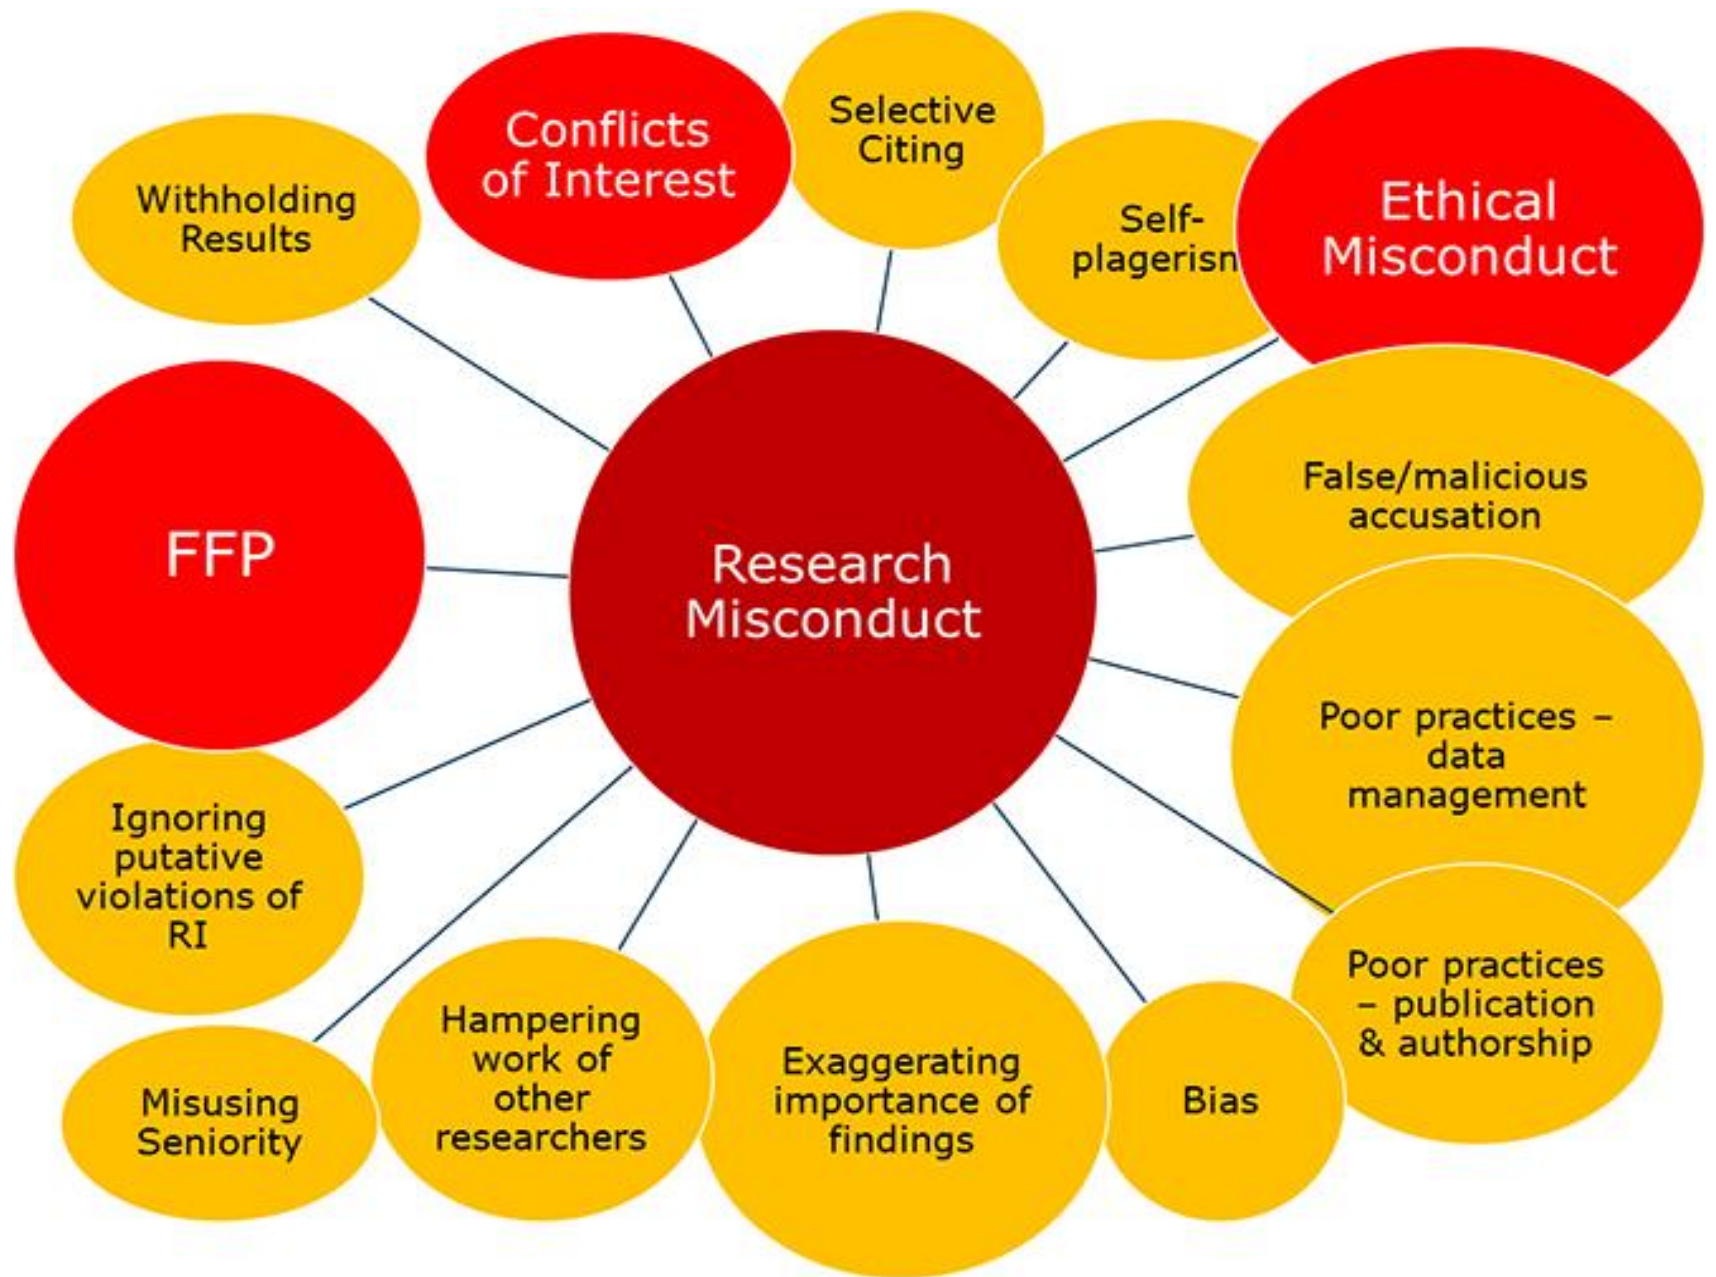 Conflicts
of Interest
Selective
Citing
Withholding
Results
Self-
plagerism
Ethical
Misconduct
False/malicious
accusation
FFP
Research
Misconduct
Poor practices –
data
management
Ignoring
putative
violations of
RI
Poor practices
– publication
& authorship
Hampering
work of
other
researchers
Exaggerating
importance of
findings
Bias
Misusing
Seniority